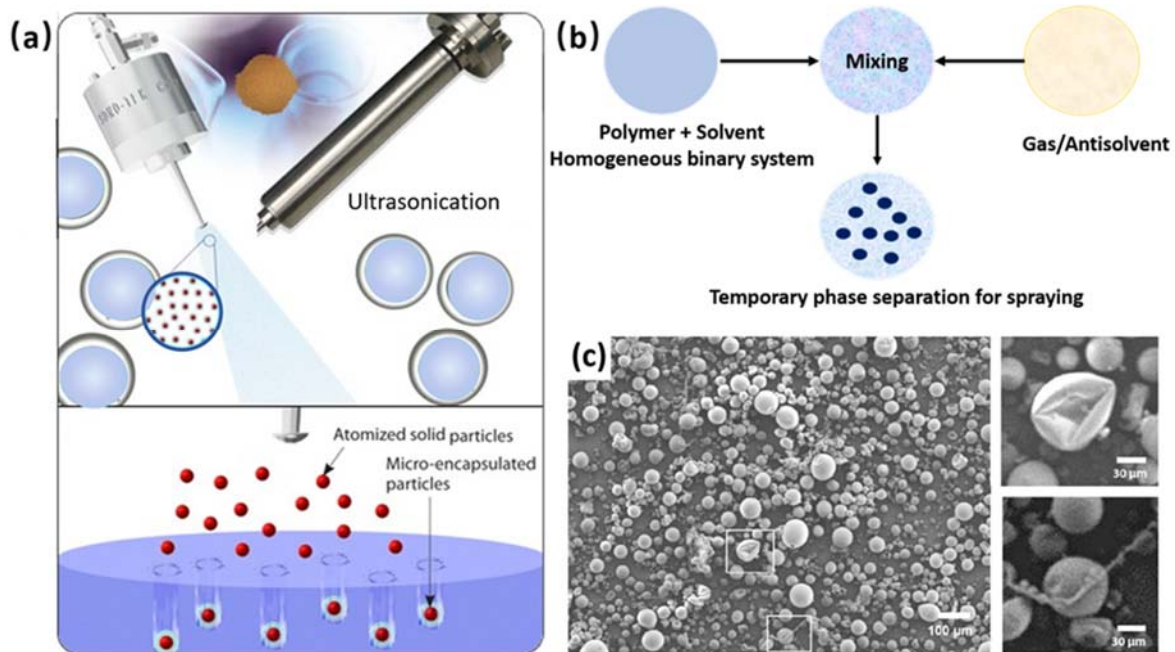 (a)
Ultrasonication
Atomized solid particles
Micro-encapsulated
particles
(b)
Mixing
Polymer + Solvent
Homogeneous binary system
Gas/Antisolvent
Temporary phase separation for spraying
(c)
100 µm
30 µm
30 µm